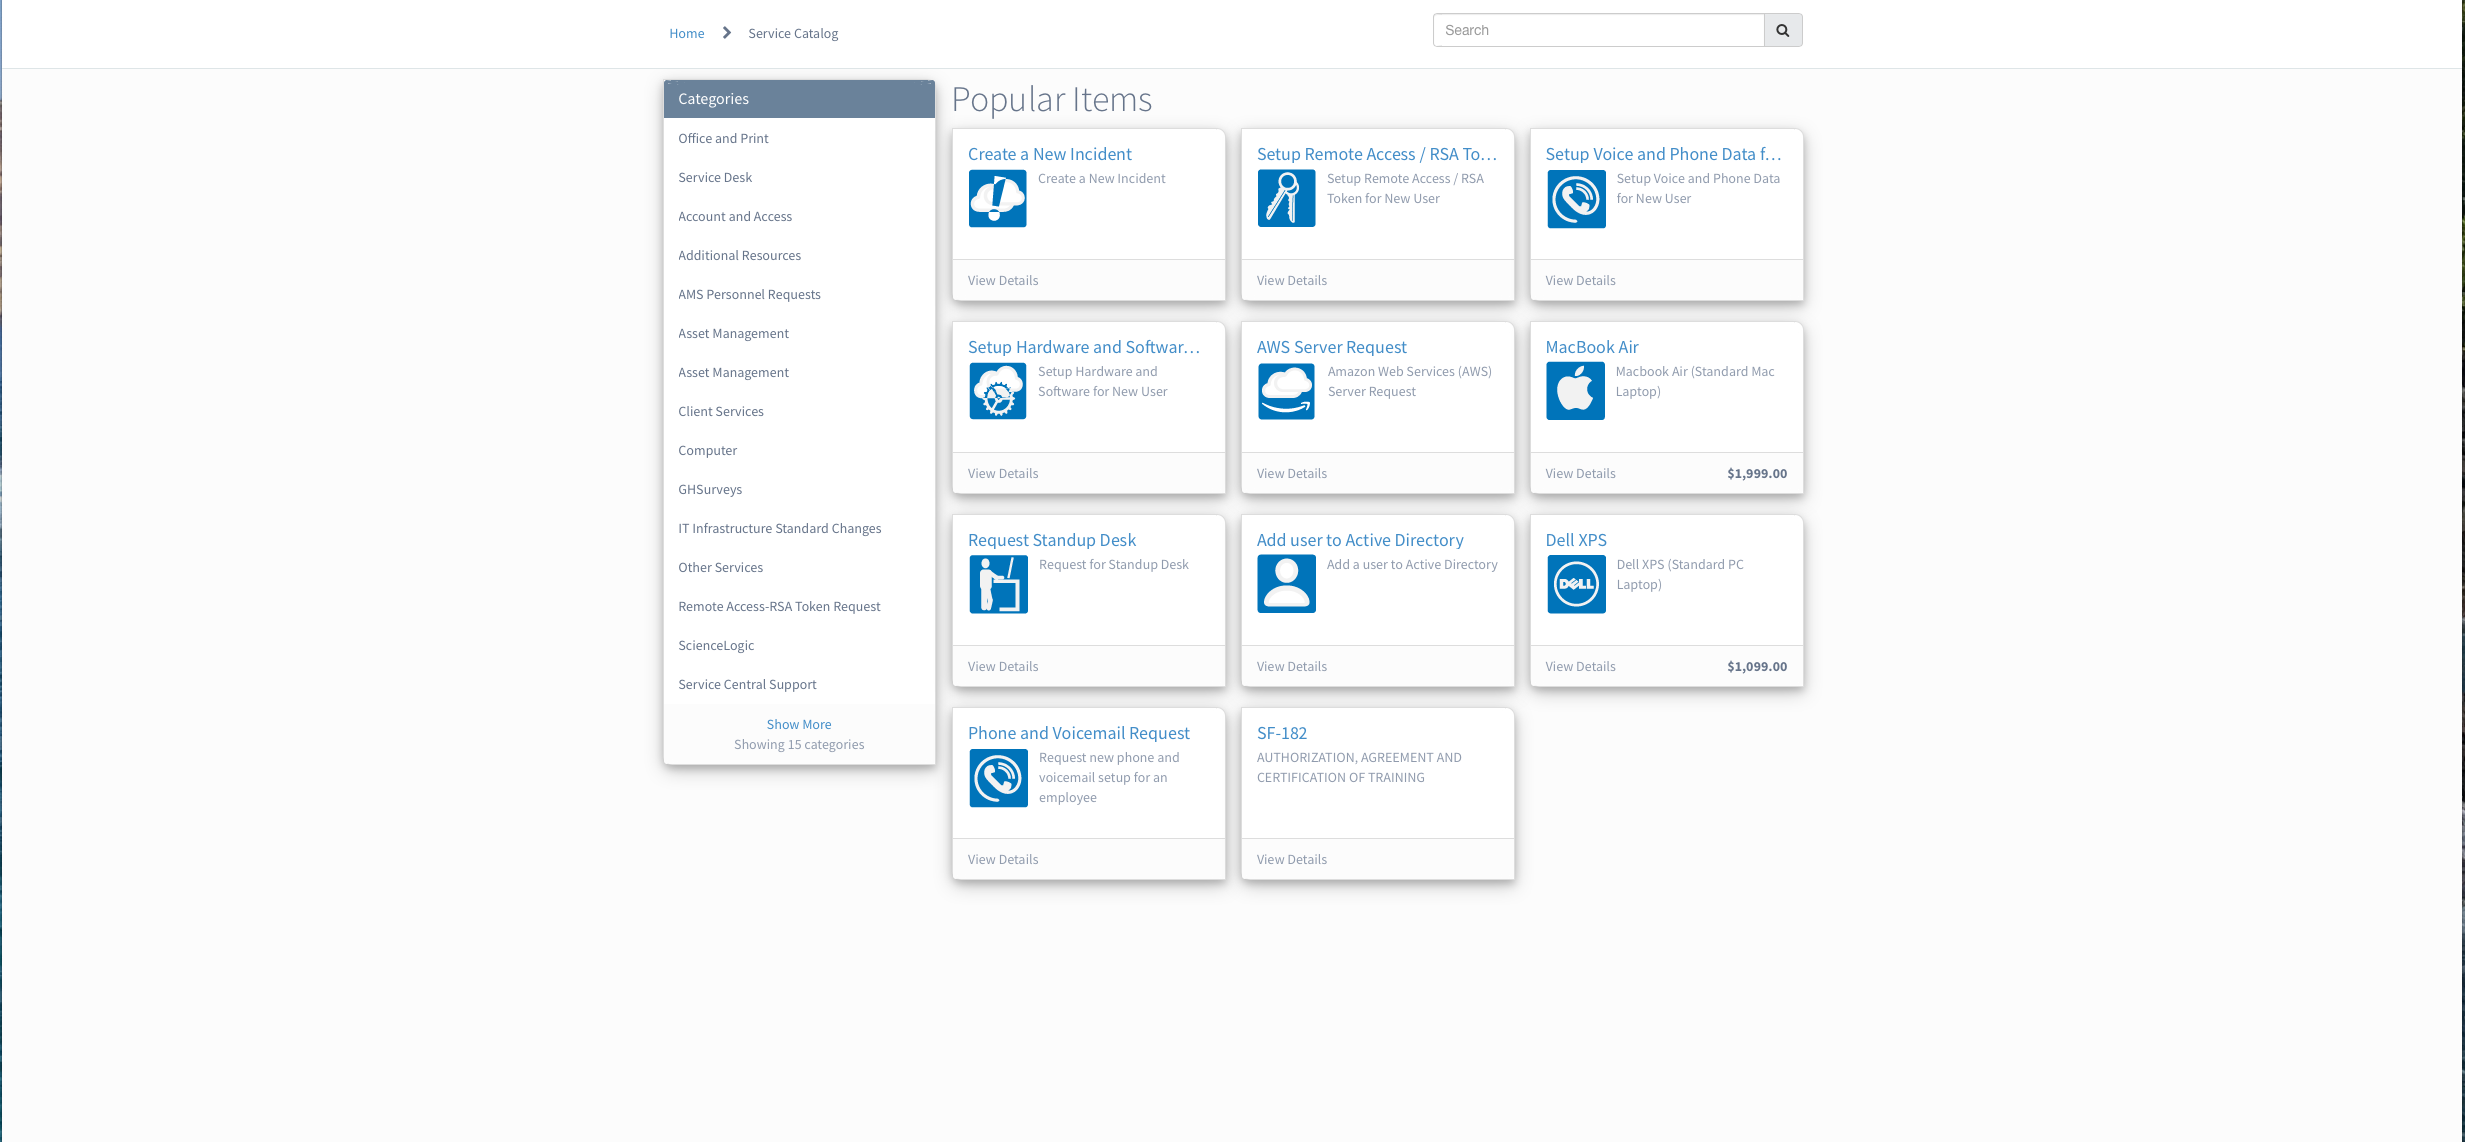 Home
Service Catalog
Search
Categories
Office and Print
Service Desk
Account and Access
Additional Resources
AMS Personnel Requests
Asset Management
Asset Management
Client Services
Computer
GHSurveys
IT Infrastructure Standard Changes
Other Services
Remote Access-RSA Token Request
ScienceLogic
Service Central Support
Show More
Showing 15 categories
Popular Items
Create a New Incident
Create a New Incident
View Details
Setup Remote Access / RSA To...
Setup Remote Access / RSA
Token for New User
View Details
Setup Voice and Phone Data f...
Setup Voice and Phone Data
for New User
View Details
Setup Hardware and Softwar...
Setup Hardware and
Software for New User
View Details
AWS Server Request
Amazon Web Services (AWS)
Server Request
View Details
MacBook Air
Macbook Air (Standard Mac
Laptop)
View Details $1,999.00
Request Standup Desk
Request for Standup Desk
View Details
Add user to Active Directory
Add a user to Active Directory
View Details
Dell XPS
DELL
Dell XPS (Standard PC
Laptop)
View Details $1,099.00
Phone and Voicemail Request
Request new phone and
voicemail setup for an
employee
View Details
SF-182
AUTHORIZATION, AGREEMENT AND
CERTIFICATION OF TRAINING
View Details